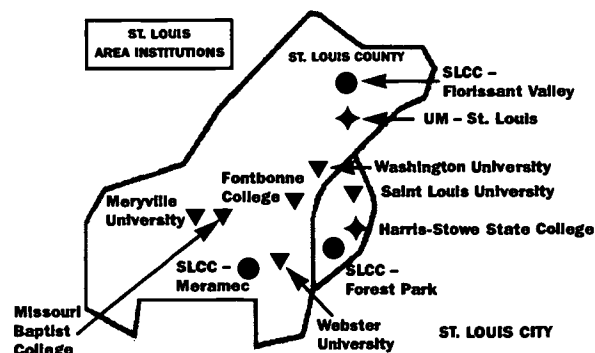 ST. LOUIS
AREA INSTITUTIONS
ST. LOUIS COUNTY
SLCC –
Florissant Valley
UM – St. Louis
Washington University
Fontbonne
College
Saint Louis University
Meryville
University
Harris-Stowe State College
SLCC –
Meramec
SLCC –
Forest Park
Missouri
Baptist
College
Webster
University
ST. LOUIS CITY